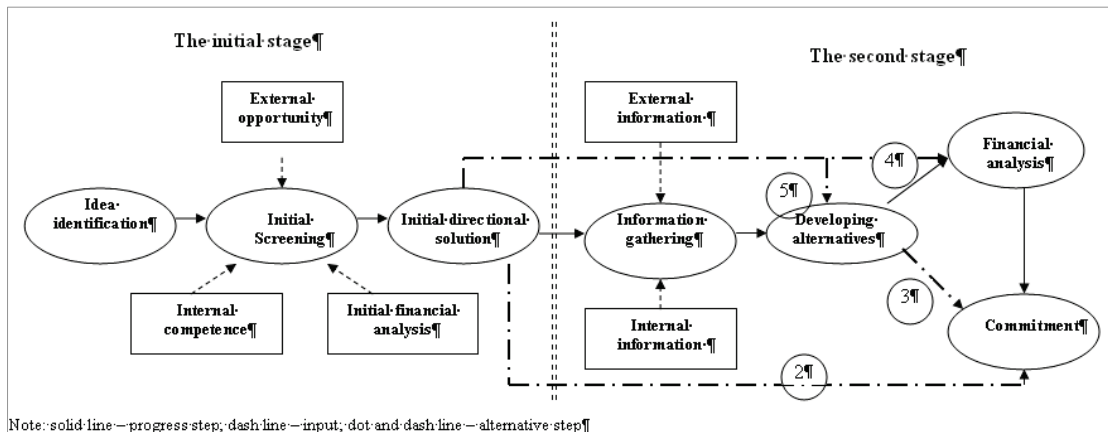 The·initial·stage¶
The·second·stage¶
External·
opportunity¶
External·
information·¶
Financial·
analysis¶
4¶
5¶
Idea·
identification¶
Initial·
Screening¶
Initial·directional·
solution¶
Information·
gathering¶
Developing·
alternatives¶
3¶
Internal·
competence¶
Initial·financial·
analysis¶
Internal·
information·¶
Commitment¶
2¶
Note:·solid·line·–·progress·step;·dash·line·–·input;·dot·and·dash·line·–·alternative·step¶